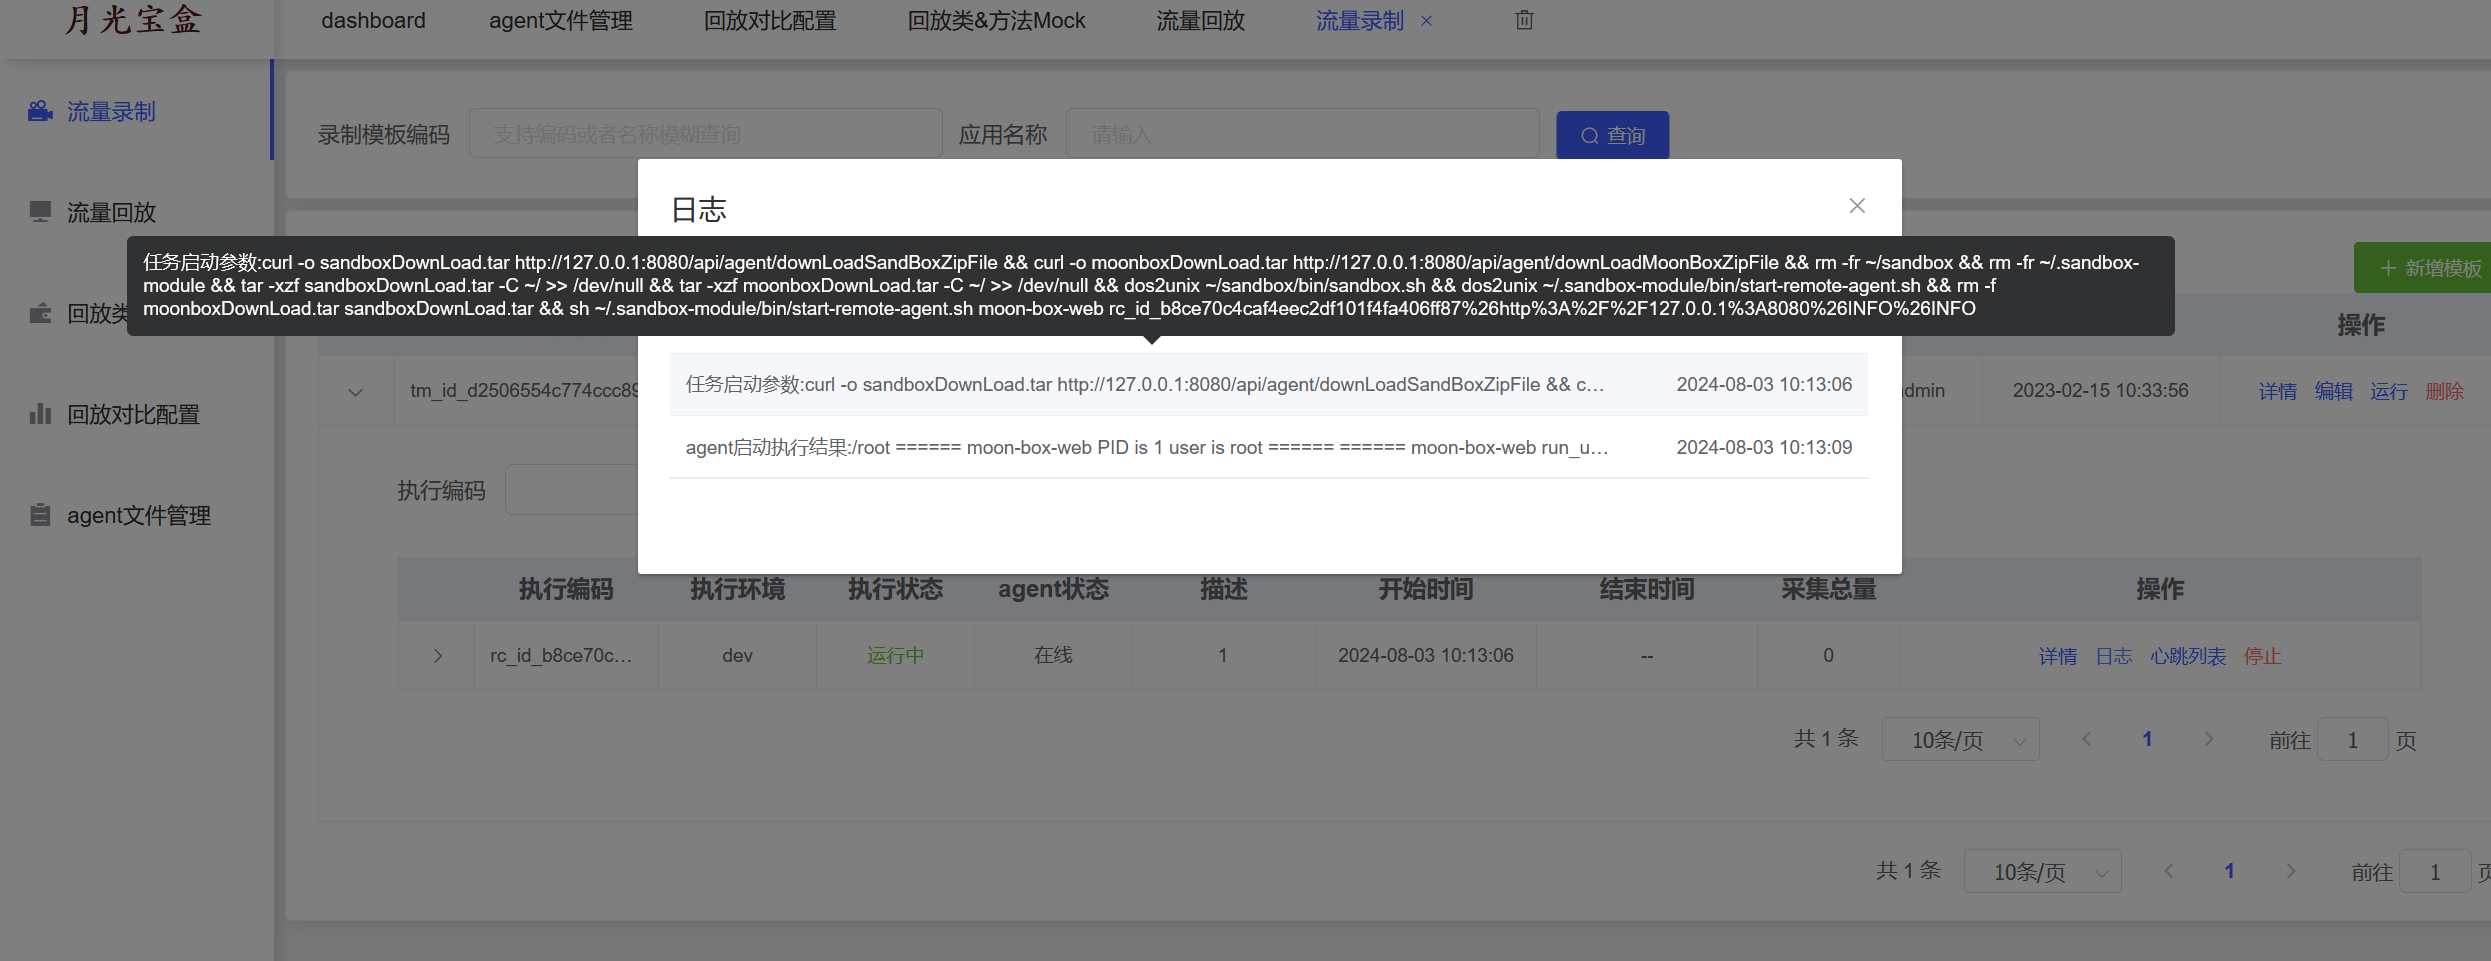 月光宝盒
dashboard
agent文件管理
回放对比配置
回放类&方法Mock
流量回放
流量录制
流量录制
流量回放
回放类
回放对比配置
agent文件管理
录制模板编码
支持编码或者名称模糊查询
应用名称
请输入
查询
日志
任务启动参数:curl -o sandboxDownLoad.tar http://127.0.0.1:8080/api/agent/downLoadSandBoxZipFile && curl -o moonboxDownLoad.tar http://127.0.0.1:8080/api/agent/downLoadMoonBoxZipFile && rm -fr ~/sandbox && rm -fr ~/.sandbox-
module && tar -xzf sandboxDownLoad.tar -C ~/ >> /dev/null && tar -xzf moonboxDownLoad.tar -C ~/ >> /dev/null && dos2unix ~/sandbox/bin/sandbox.sh && dos2unix ~/.sandbox-module/bin/start-remote-agent.sh && rm -f
moonboxDownLoad.tar sandboxDownLoad.tar && sh ~/.sandbox-module/bin/start-remote-agent.sh moon-box-web rc_id_b8ce70c4caf4eec2df101f4fa406ff87%26http%3A%2F%2F127.0.0.1%3A8080%26INFO%26INFO
新增模板
操作
任务启动参数:curl -o sandboxDownLoad.tar http://127.0.0.1:8080/api/agent/downLoadSandBoxZipFile && c... 2024-08-03 10:13:06
agent启动执行结果:/root ====== moon-box-web PID is 1 user is root ====== ====== moon-box-web run_u... 2024-08-03 10:13:09
tm_id_d2506554c774ccc89
dmin 2023-02-15 10:33:56 详情 编辑 运行 删除
执行编码
执行编码 执行环境 执行状态 agent状态 描述 开始时间 结束时间 采集总量 操作
rc_id_b8ce70c... dev 运行中 在线 1 2024-08-03 10:13:06 -- 0 详情 日志 心跳列表 停止
共 1 条 10条/页 1 前往 1 页
共 1 条 10条/页 1 前往 1 页